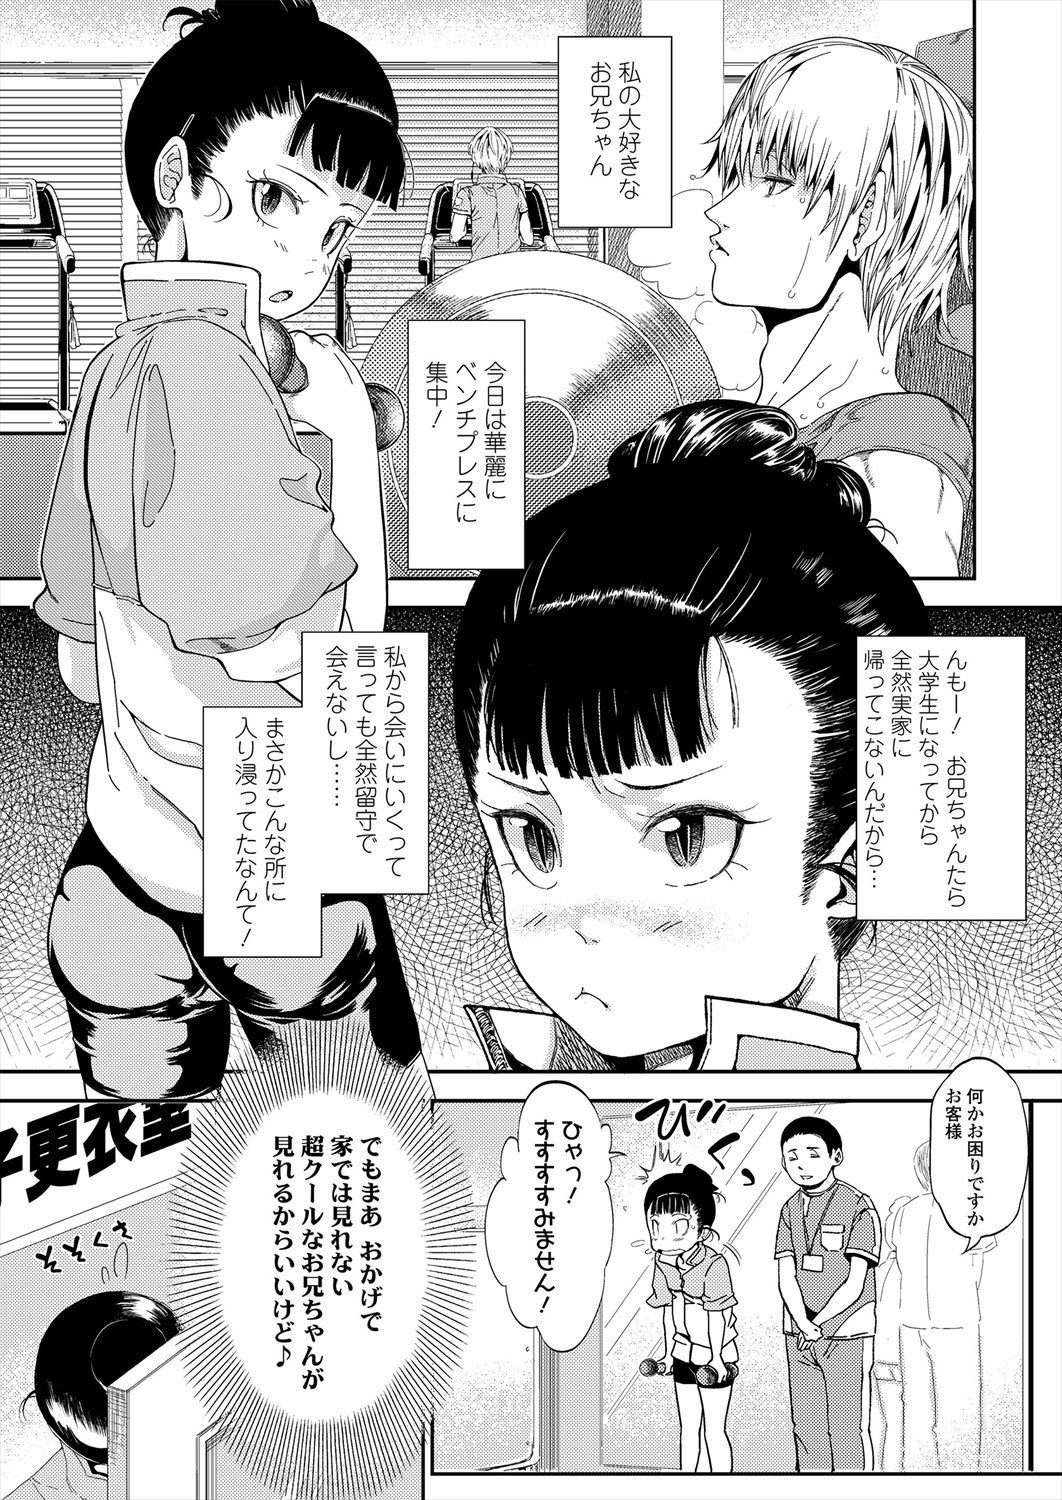 私の大好きな
お兄ちゃん
今日は華麗に
ベンチプレスに
集中！
んもー！　お兄ちゃんたら
大学生になってから
全然実家に
帰ってこないんだから…
私から会いにいくって
言っても全然留守で
会えないし……
まさかこんな所に
入り浸ってたなんて！
何かお困りですか
お客様
びくっ
ひゃっ！
すすすすみません！
でもまあ おかげで
家では見れない
超クールなお兄ちゃんが
見れるからいいけど♪
子更衣室
そそくさ